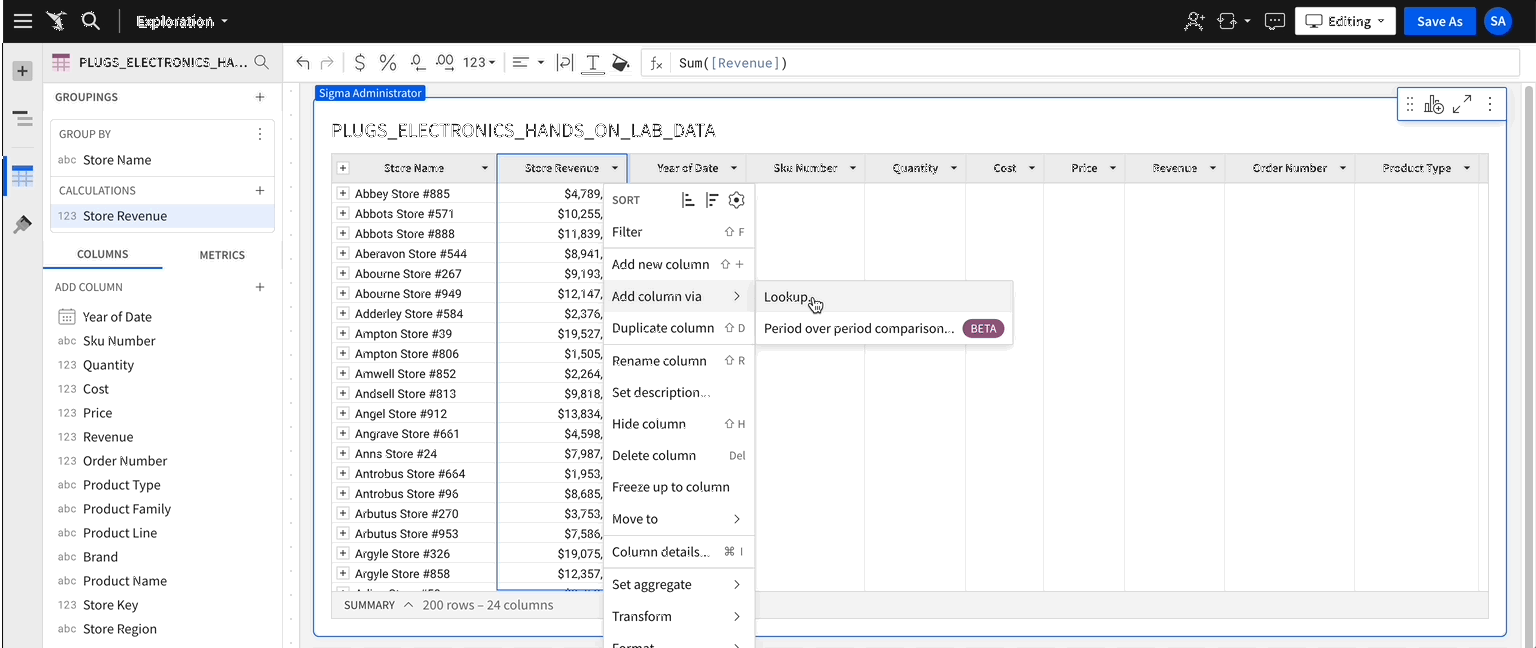 Exploration
Editing
Save As
SA
PLUGS_ELECTRONICS_HA...
$ % .0 .00 123
fx Sum([Revenue])
GROUPINGS
GROUP BY
abc Store Name
CALCULATIONS
123 Store Revenue
COLUMNS METRICS
ADD COLUMN
Year of Date
abc Sku Number
123 Quantity
123 Cost
123 Price
123 Revenue
123 Order Number
abc Product Type
abc Product Family
abc Product Line
abc Brand
abc Product Name
123 Store Key
abc Store Region
Sigma Administrator
PLUGS_ELECTRONICS_HANDS_ON_LAB_DATA
Store Name Store Revenue Year of Date Sku Number Quantity Cost Price Revenue Order Number Product Type
Abbey Store #885 $4,789,
Abbots Store #571 $10,255,
Abbots Store #888 $11,839,
Aberavon Store #544 $8,941,
Abourne Store #267 $9,193,
Abourne Store #949 $12,147,
Adderley Store #584 $2,376,
Ampton Store #39 $19,527,
Ampton Store #806 $1,505,
Amwell Store #852 $2,264,
Andsell Store #813 $9,818,
Angel Store #912 $13,834,
Angrave Store #661 $4,598,
Anns Store #24 $7,987,
Antrobus Store #664 $1,953,
Antrobus Store #96 $8,685,
Arbutus Store #270 $3,753,
Arbutus Store #953 $7,586,
Argyle Store #326 $19,075,
Argyle Store #858 $12,357,
SUMMARY 200 rows – 24 columns
SORT
Filter ⇧ F
Add new column ⇧ +
Add column via
Duplicate column ⇧ D
Rename column ⇧ R
Set description...
Hide column ⇧ H
Delete column Del
Freeze up to column
Move to
Column details... ⌘ I
Set aggregate
Transform
Format
Lookup...
Period over period comparison... BETA